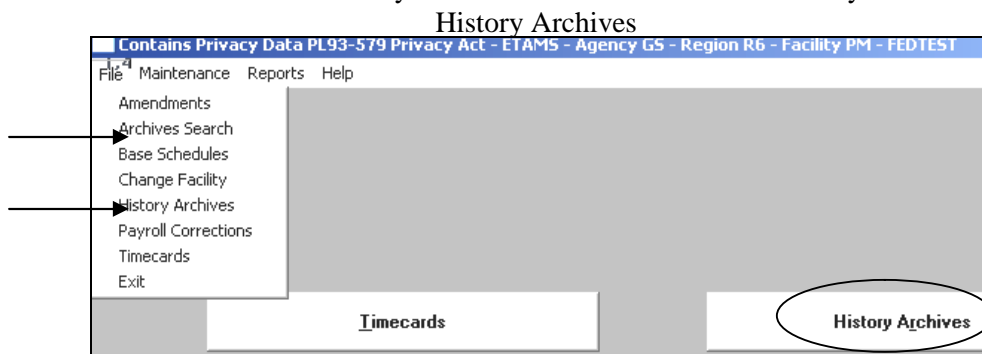 History Archives
Contains Privacy Data PL93-579 Privacy Act - ETAMS - Agency GS - Region R6 - Facility PM - FEDTEST
File Maintenance Reports Help
Amendments
Archives Search
Base Schedules
Change Facility
History Archives
Payroll Corrections
Timecards
Exit
Timecards
History Archives